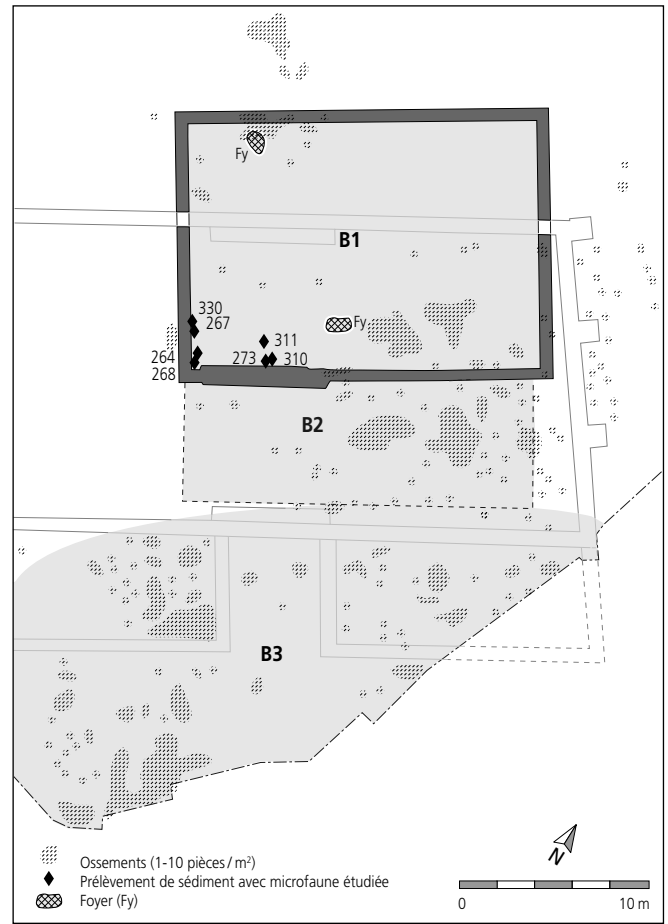 Fy
B1
330
267
Fy
311
264
273
310
268
B2
B3
Ossements (1-10 pièces / m²)
Prélèvement de sédiment avec microfaune étudiée
Foyer (Fy)
N
0
10 m